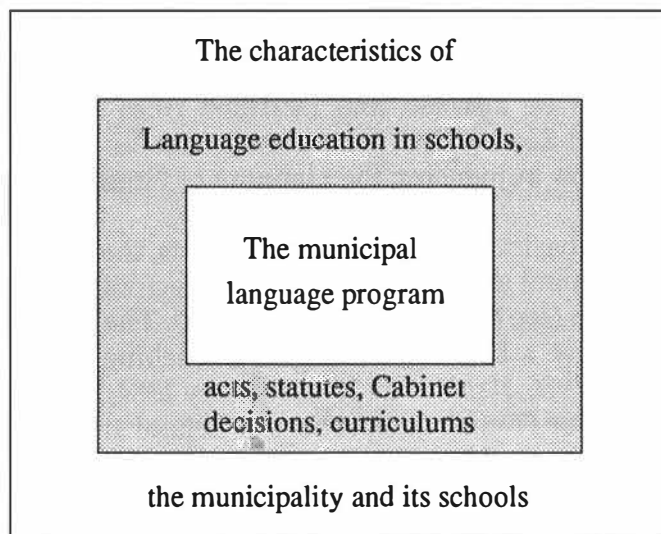 The characteristics of
Language education in schools,
The municipal
language program
acts, statutes, Cabinet
decisions, curriculums
the municipality and its schools